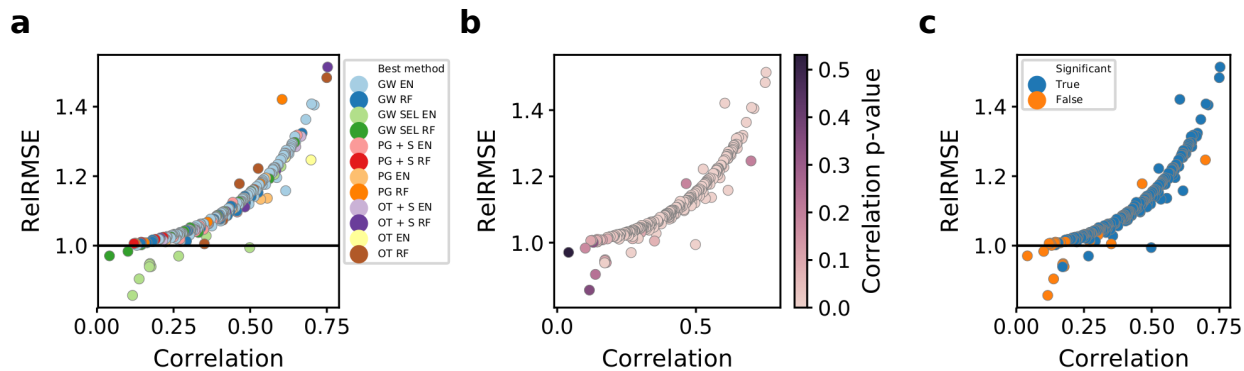 a
RelRMSE
1.4
1.2
1.0
0.00
0.25
0.50
0.75
Correlation
Best method
GW EN
GW RF
GW SEL EN
GW SEL RF
PG + S EN
PG + S RF
PG EN
PG RF
OT + S EN
OT + S RF
OT EN
OT RF
b
RelRMSE
1.4
1.2
1.0
0.0
0.5
Correlation
0.5
0.4
0.3
0.2
0.1
0.0
Correlation p-value
c
RelRMSE
1.4
1.2
1.0
0.00
0.25
0.50
0.75
Correlation
Significant
True
False